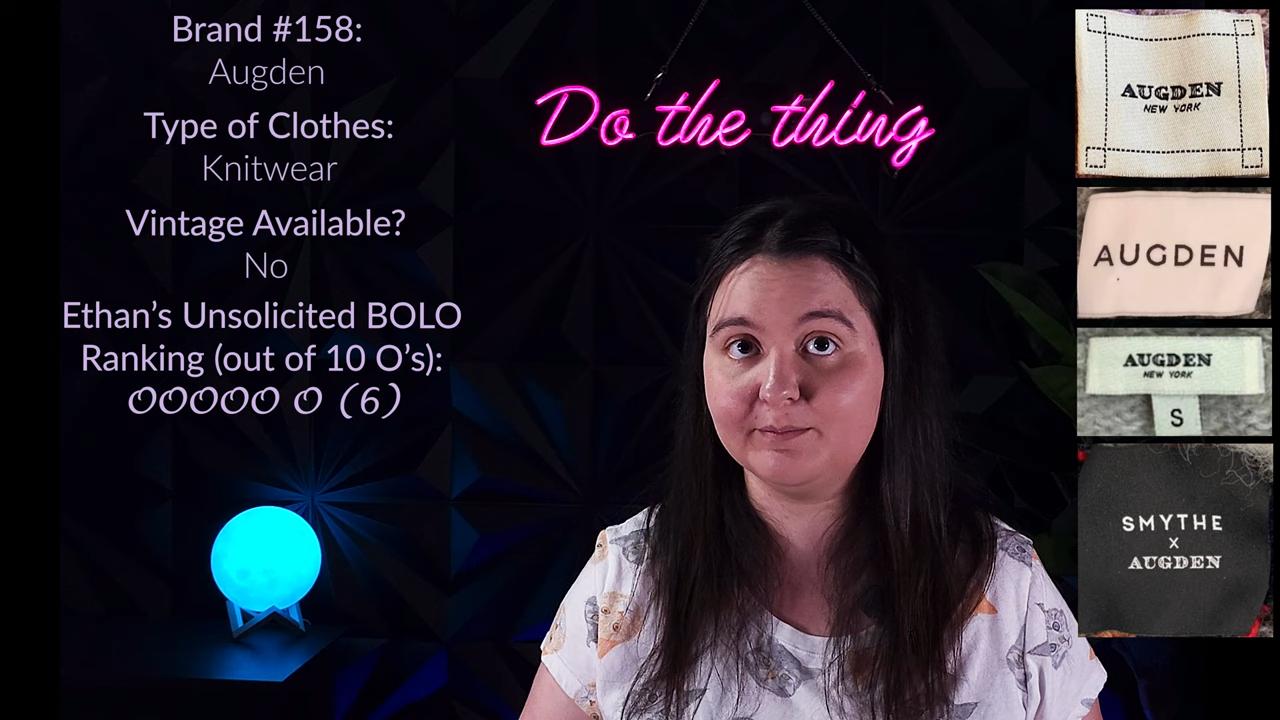 Brand #158:
Augden
Type of Clothes:
Knitwear
Vintage Available?
No
Ethan's Unsolicited BOLO
Ranking (out of 10 O's):
OOOOO O (6)
Do the thing
AUGDEN
NEW YORK
AUGDEN
AUGDEN
NEW YORK
S
SMYTHE
X
AUGDEN